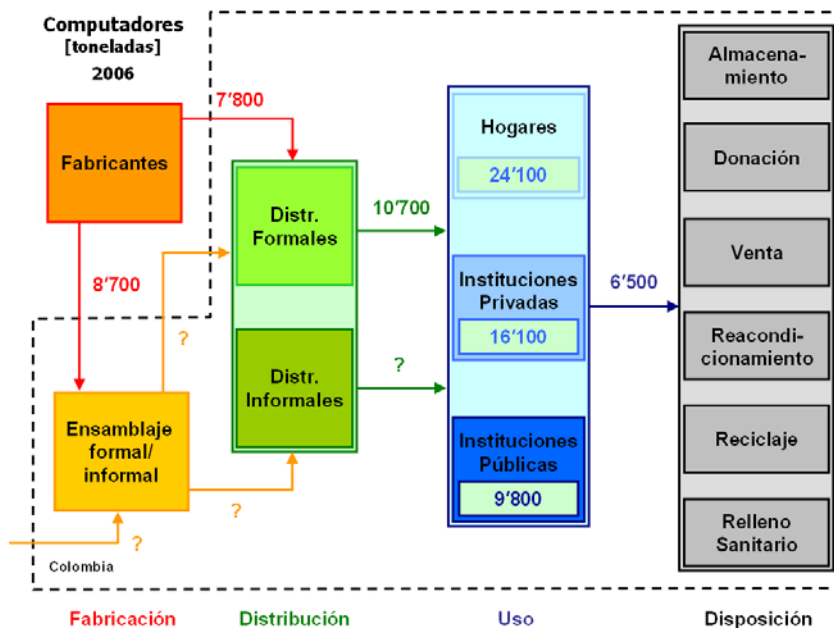 Computadores
[toneladas]
2006
7’800
Fabricantes
8’700
?
Ensamblaje
formal/
informal
?
?
Colombia
Distr.
Formales
Distr.
Informales
10’700
?
Hogares
24’100
Instituciones
Privadas
16’100
Instituciones
Públicas
9’800
6’500
Almacena-
miento
Donación
Venta
Reacondi-
cionamiento
Reciclaje
Relleno
Sanitario
Fabricación
Distribución
Uso
Disposición